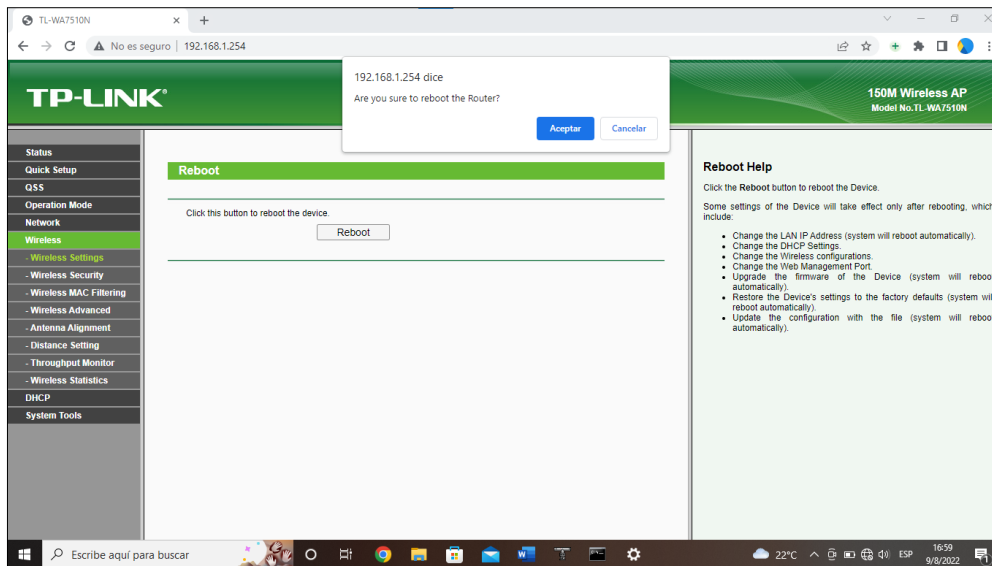 TL-WA7510N
No es seguro
192.168.1.254
192.168.1.254 dice
Are you sure to reboot the Router?
Aceptar
Cancelar
TP-LINK®
150M Wireless AP
Model No.TL-WA7510N
Status
Quick Setup
QSS
Operation Mode
Network
Wireless
- Wireless Settings
- Wireless Security
- Wireless MAC Filtering
- Wireless Advanced
- Antenna Alignment
- Distance Setting
- Throughput Monitor
- Wireless Statistics
DHCP
System Tools
Reboot
Click this button to reboot the device.
Reboot
Reboot Help
Click the Reboot button to reboot the Device.
Some settings of the Device will take effect only after rebooting, which
include:
Change the LAN IP Address (system will reboot automatically).
Change the DHCP Settings.
Change the Wireless configurations.
Change the Web Management Port.
Upgrade the firmware of the Device (system will reboo
automatically).
Restore the Device's settings to the factory defaults (system wil
reboot automatically).
Update the configuration with the file (system will reboo
automatically).
Escribe aquí para buscar
22°C
ESP
16:59
9/8/2022